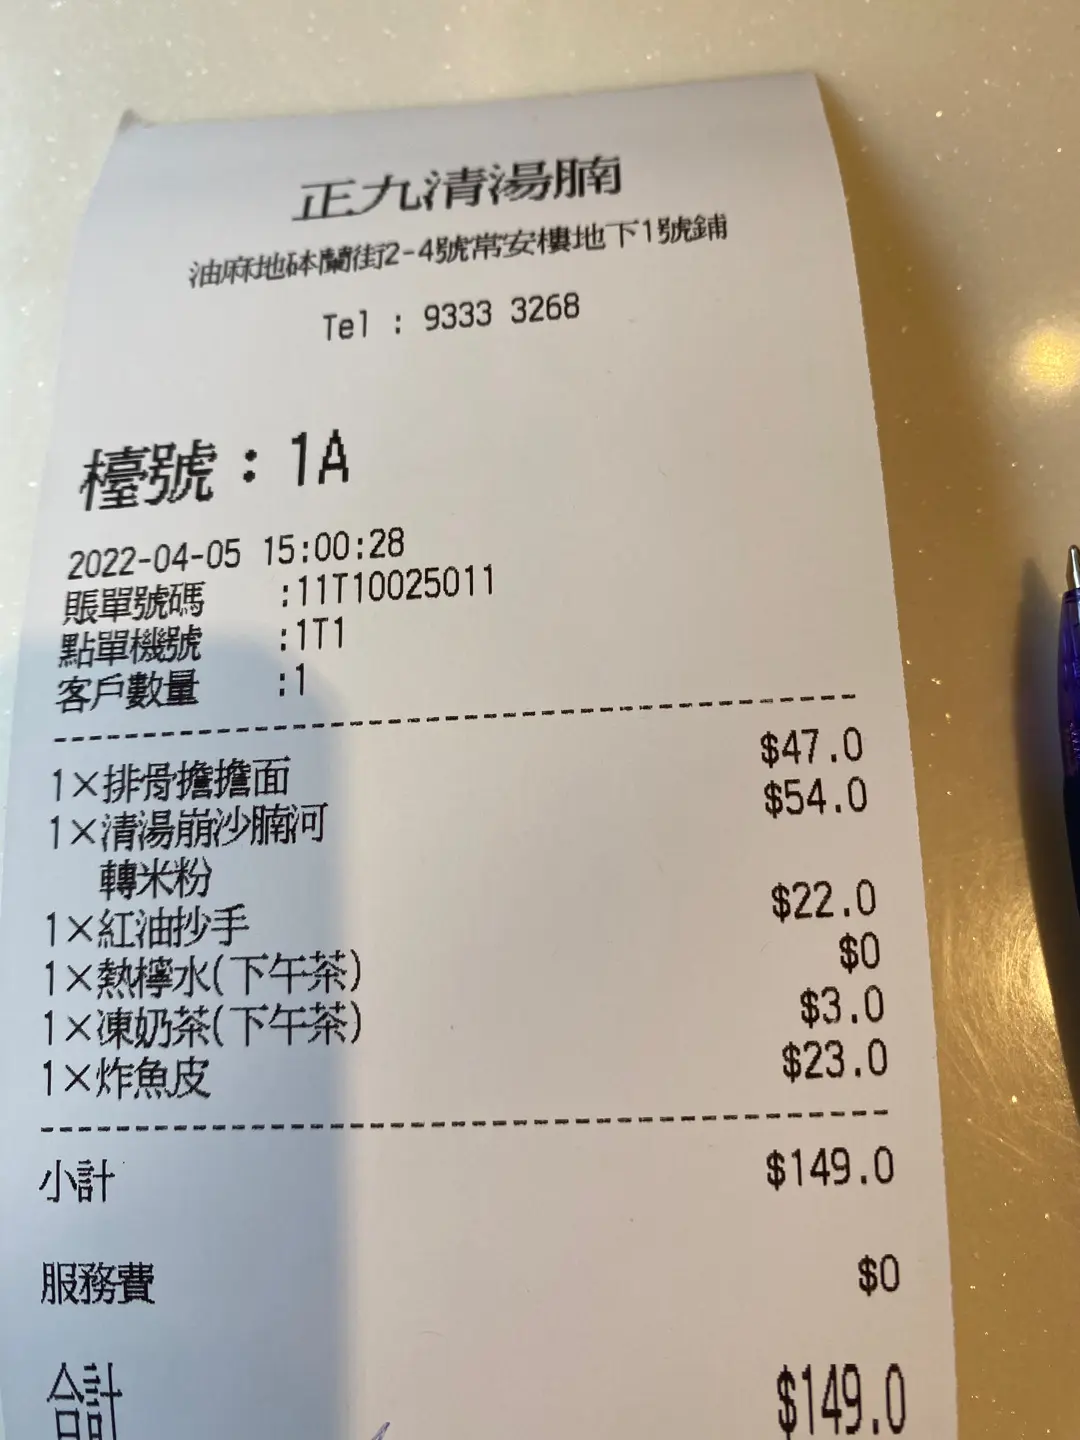 正九清湯腩
油麻地砵蘭街2-4號常安樓地下1號鋪
Tel : 9333 3268
檯號：1A
2022-04-05 15:00:28
賬單號碼 :11T10025011
點單機號 :1T1
客戶數量 :1
1×排骨擔擔面 $47.0
1×清湯崩沙腩河 $54.0
轉米粉
1×紅油抄手 $22.0
1×熱檸水(下午茶) $0
1×凍奶茶(下午茶) $3.0
1×炸魚皮 $23.0
小計 $149.0
服務費 $0
合計 $149.0